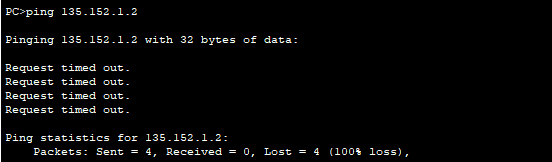 PC>ping 135.152.1.2
Pinging 135.152.1.2 with 32 bytes of data:
Request timed out.
Request timed out.
Request timed out.
Request timed out.
Ping statistics for 135.152.1.2:
Packets: Sent = 4, Received = 0, Lost = 4 (100% loss),